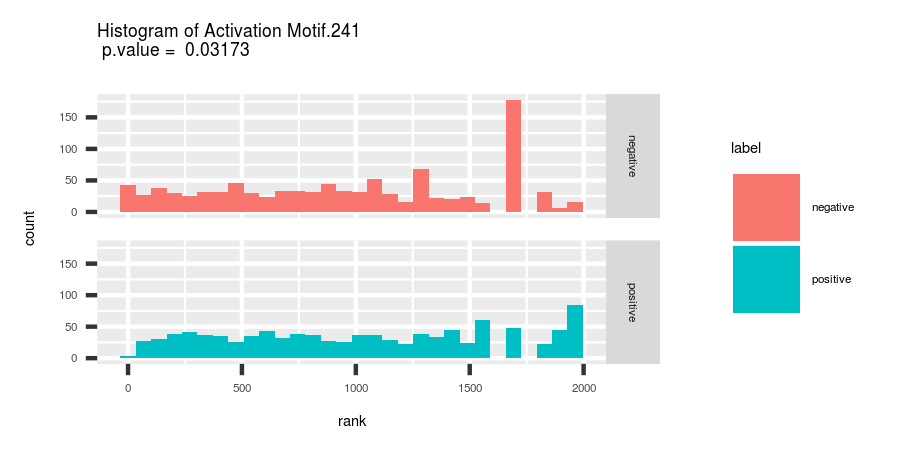 Histogram of Activation Motif.241
p.value = 0.03173
count
150
100
50
0
negative
150
100
50
0
positive
0
500
1000
1500
2000
rank
label
negative
positive